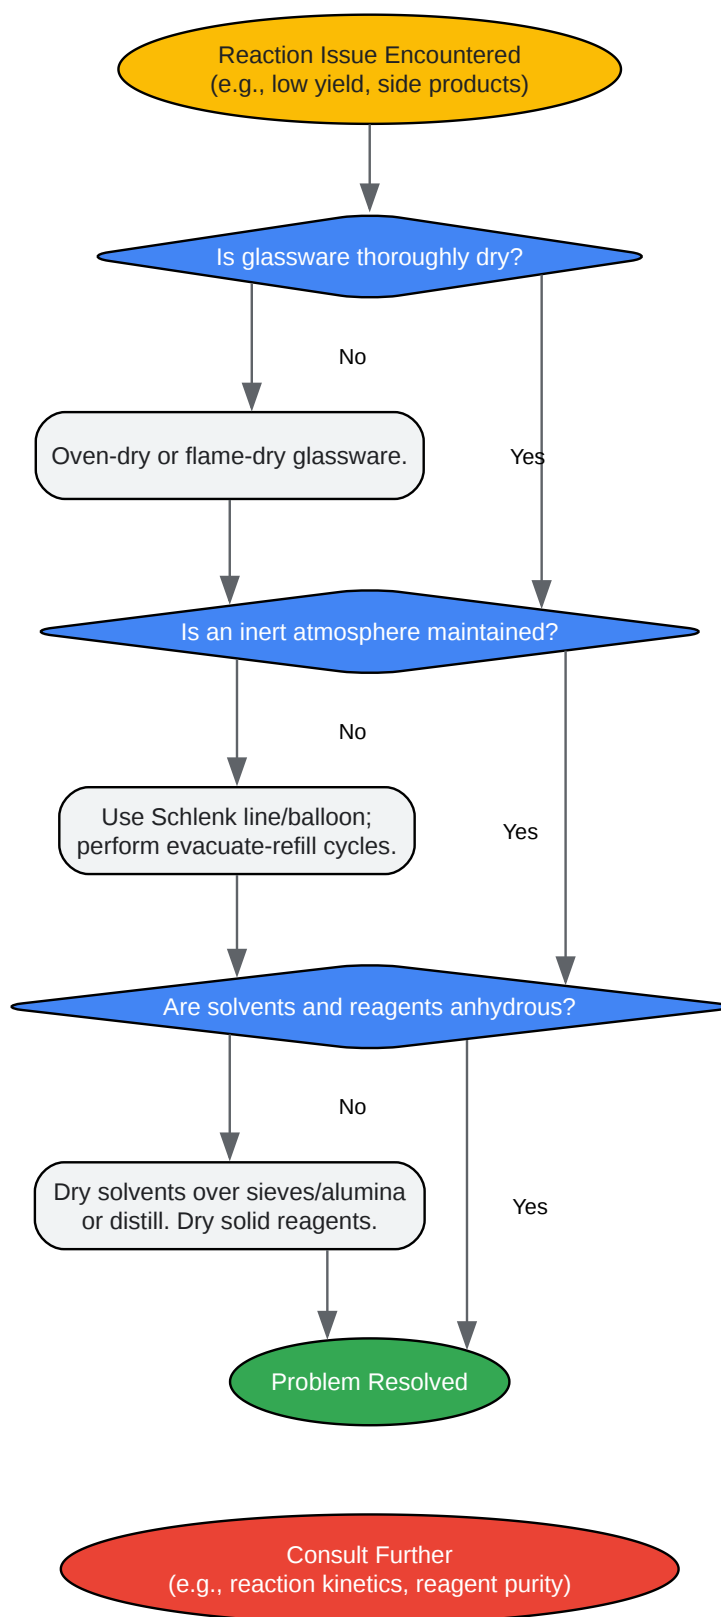 Reaction Issue Encountered
(e.g., low yield, side products)
Is glassware thoroughly dry?
No
Oven-dry or flame-dry glassware.
Yes
Is an inert atmosphere maintained?
No
Use Schlenk line/balloon;
perform evacuate-refill cycles.
Yes
Are solvents and reagents anhydrous?
No
Dry solvents over sieves/alumina
or distill. Dry solid reagents.
Yes
Problem Resolved
Consult Further
(e.g., reaction kinetics, reagent purity)